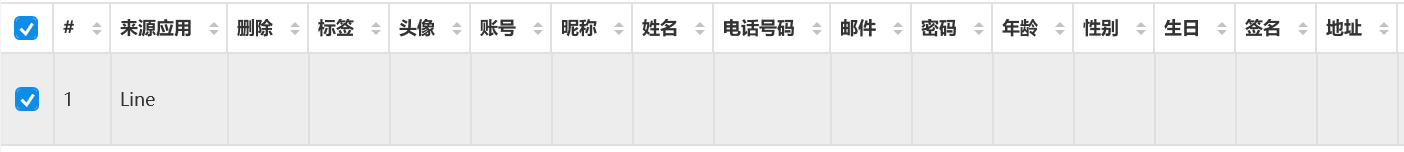 # 来源应用 删除 标签 头像 账号 昵称 姓名 电话号码 邮件 密码 年龄 性别 生日 签名 地址
1 Line